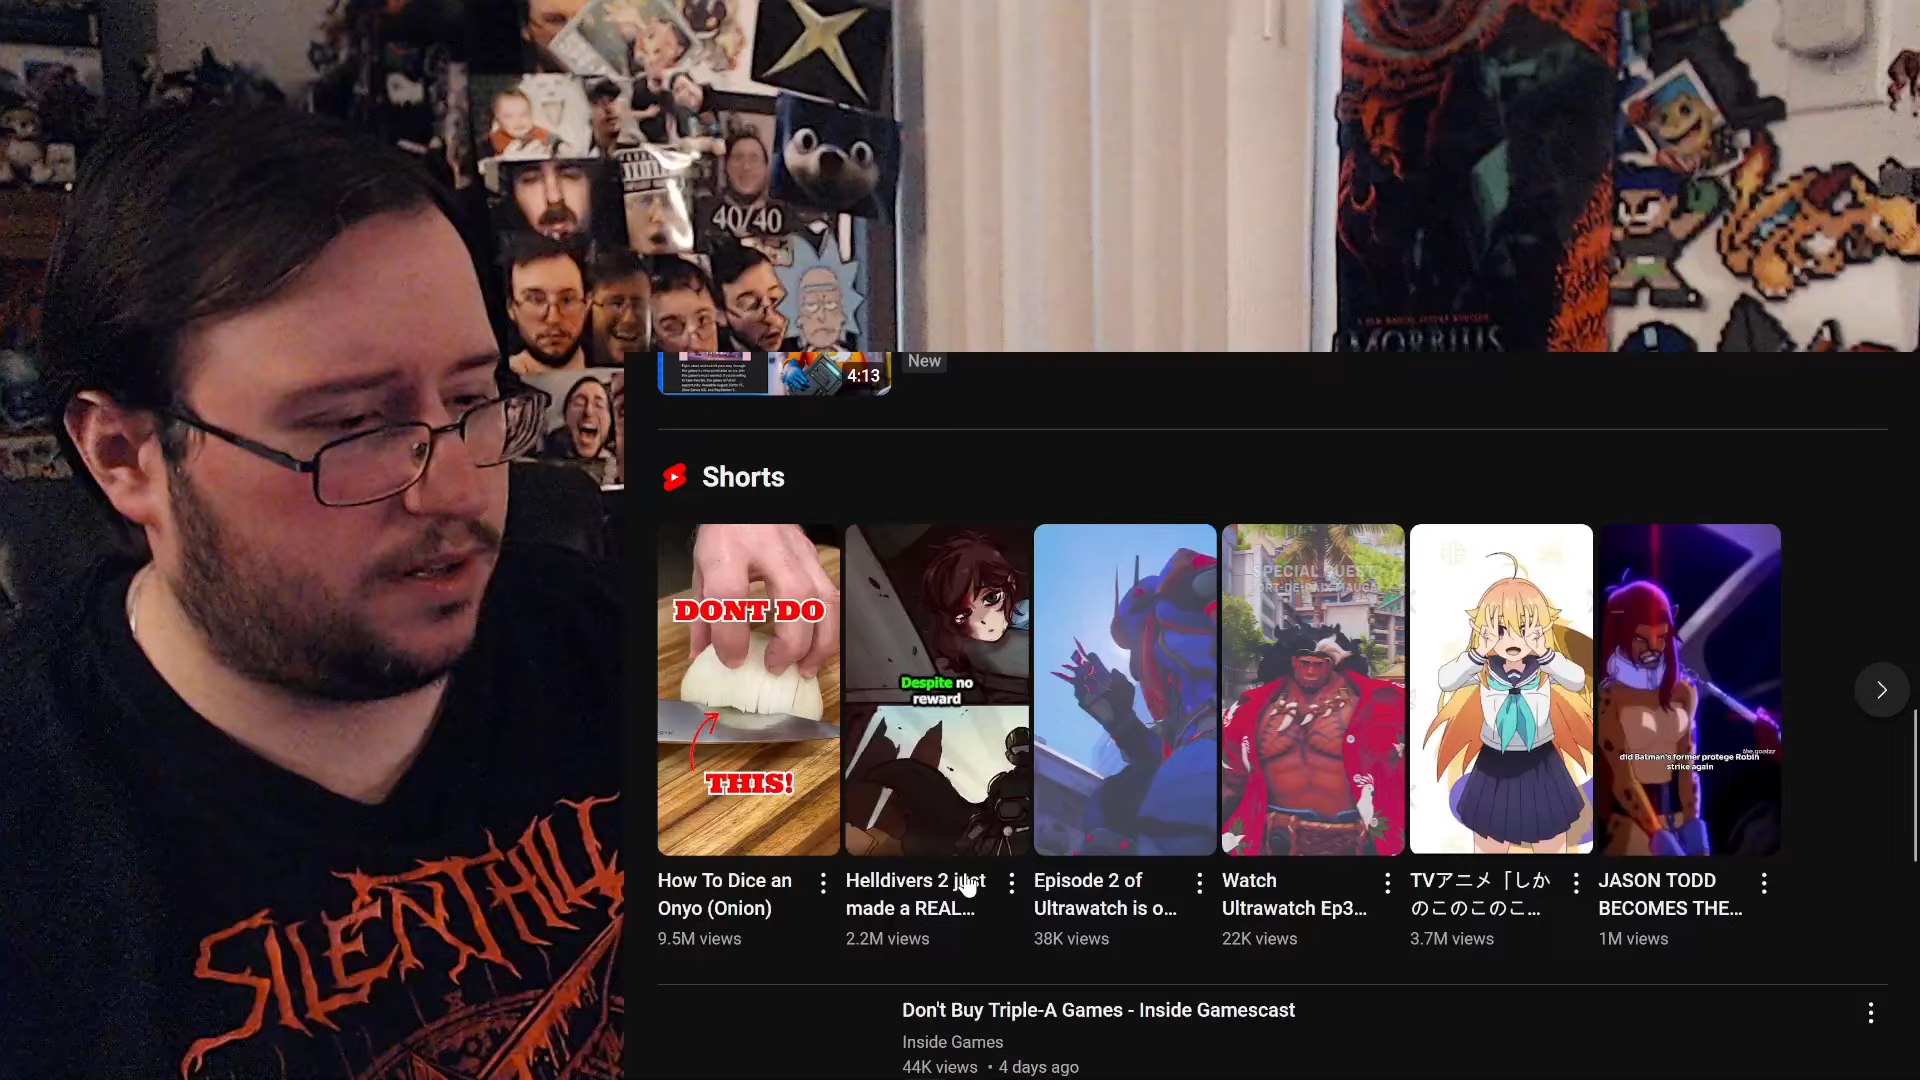 40/40
MORBIUS
4:13
New
Shorts
DONT DO
THIS!
Despite no
reward
SPECIAL GUEST
did Batman's former protege Robin
strike again
How To Dice an
Onyo (Onion)
9.5M views
Helldivers 2 just
made a REAL...
2.2M views
Episode 2 of
Ultrawatch is o...
38K views
Watch
Ultrawatch Ep3...
22K views
TVアニメ「しか
のこのこのこ...
3.7M views
JASON TODD
BECOMES THE...
1M views
SILENT HILL
Don't Buy Triple-A Games - Inside Gamescast
Inside Games
44K views • 4 days ago